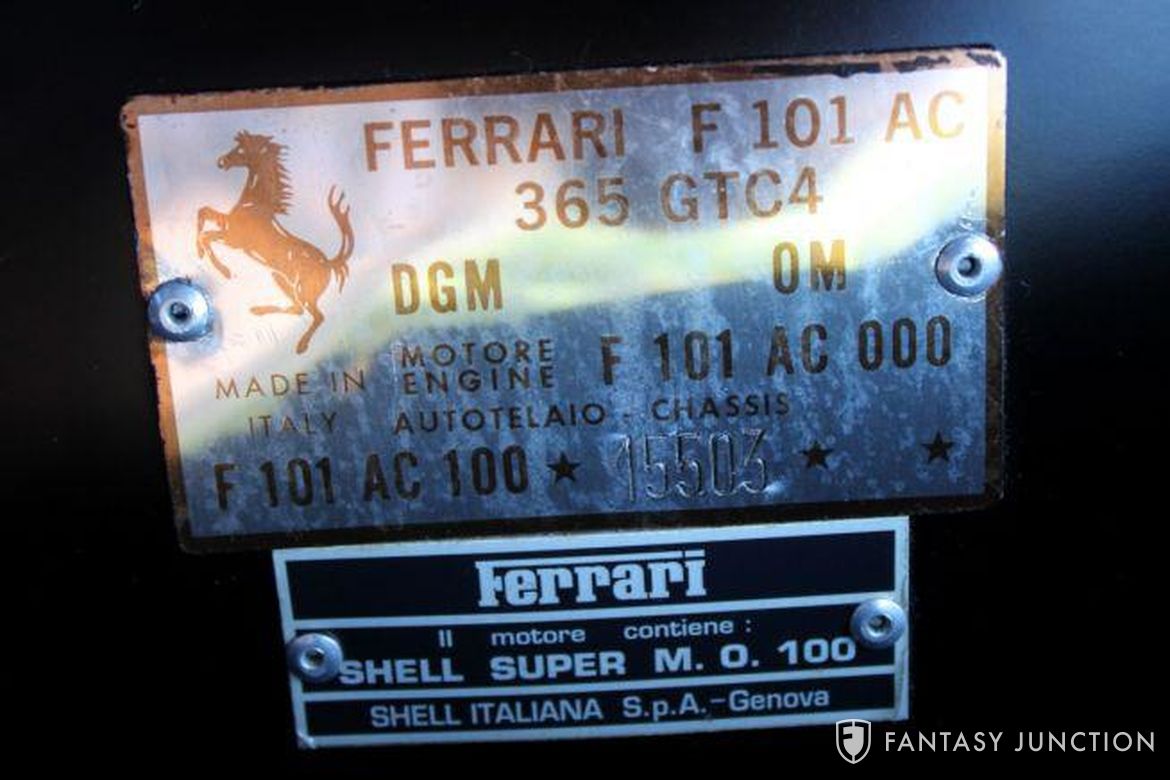 FERRARI F 101 AC
365 GTC4
DGM OM
MOTORE F 101 AC 000
MADE IN ENGINE
ITALY AUTOTELAIO - CHASSIS
F 101 AC 100 ★ 15503 ★ ★
Ferrari
Il motore contiene :
SHELL SUPER M. O. 100
SHELL ITALIANA S.p.A.-Genova
F FANTASY JUNCTION